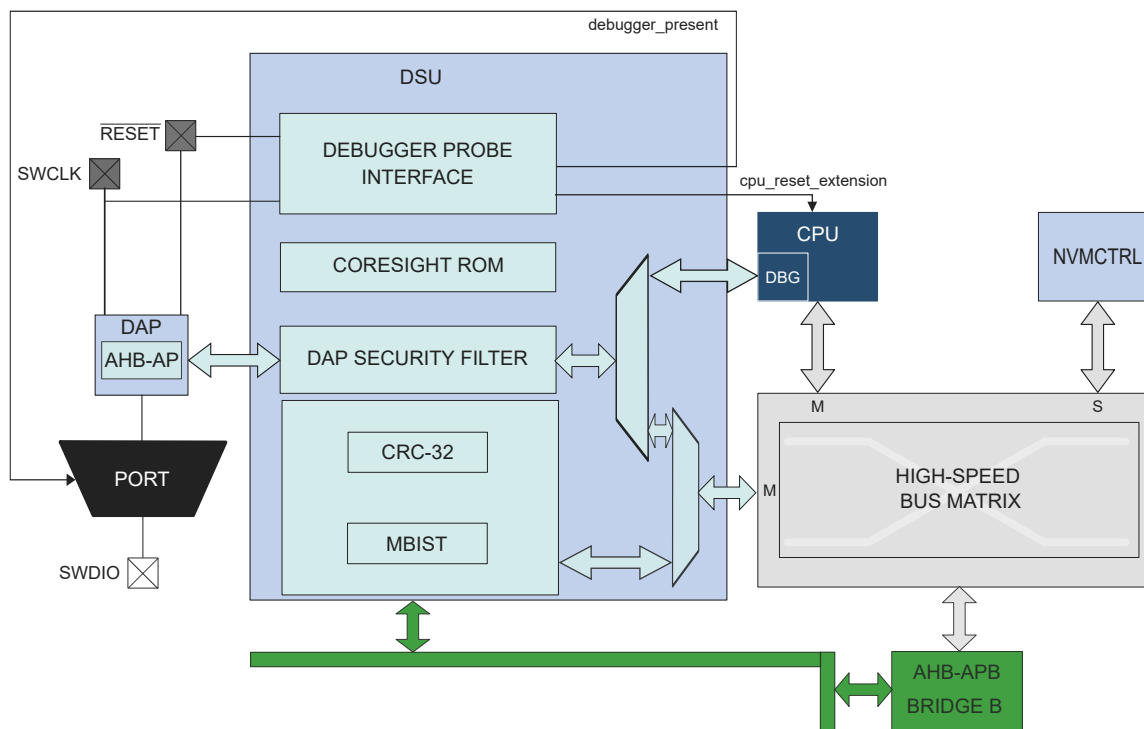 debugger_present
DSU
RESET
DEBUGGER PROBE
INTERFACE
SWCLK
cpu_reset_extension
CPU
DBG
NVMCTRL
CORESIGHT ROM
DAP
AHB-AP
DAP SECURITY FILTER
M
S
CRC-32
PORT
HIGH-SPEED
BUS MATRIX
M
MBIST
SWDIO
AHB-APB
BRIDGE B